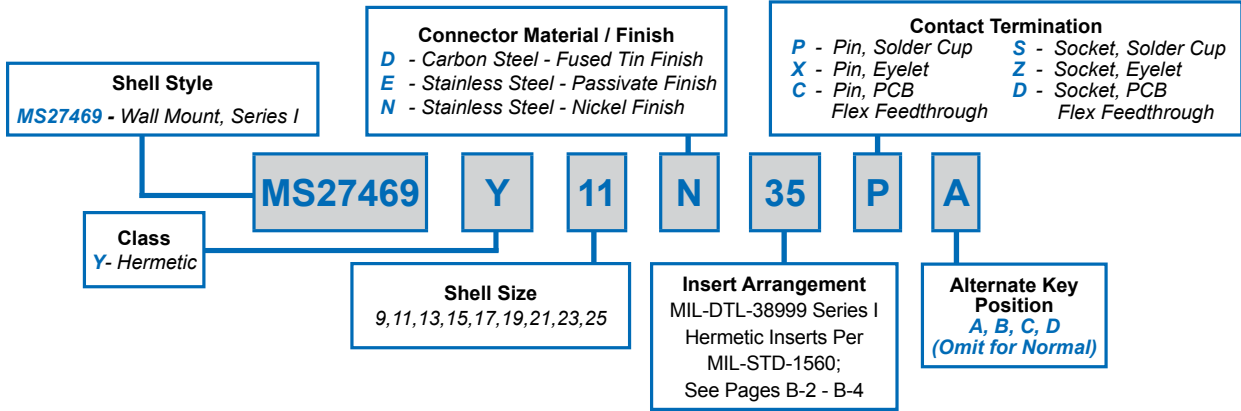 Shell Style
MS27469 - Wall Mount, Series I
Connector Material / Finish
D - Carbon Steel - Fused Tin Finish
E - Stainless Steel - Passivate Finish
N - Stainless Steel - Nickel Finish
Contact Termination
P - Pin, Solder Cup
X - Pin, Eyelet
C - Pin, PCB
Flex Feedthrough
S - Socket, Solder Cup
Z - Socket, Eyelet
D - Socket, PCB
Flex Feedthrough
MS27469 Y 11 N 35 P A
Class
Y- Hermetic
Shell Size
9,11,13,15,17,19,21,23,25
Insert Arrangement
MIL-DTL-38999 Series I
Hermetic Inserts Per
MIL-STD-1560;
See Pages B-2 - B-4
Alternate Key
Position
A, B, C, D
(Omit for Normal)